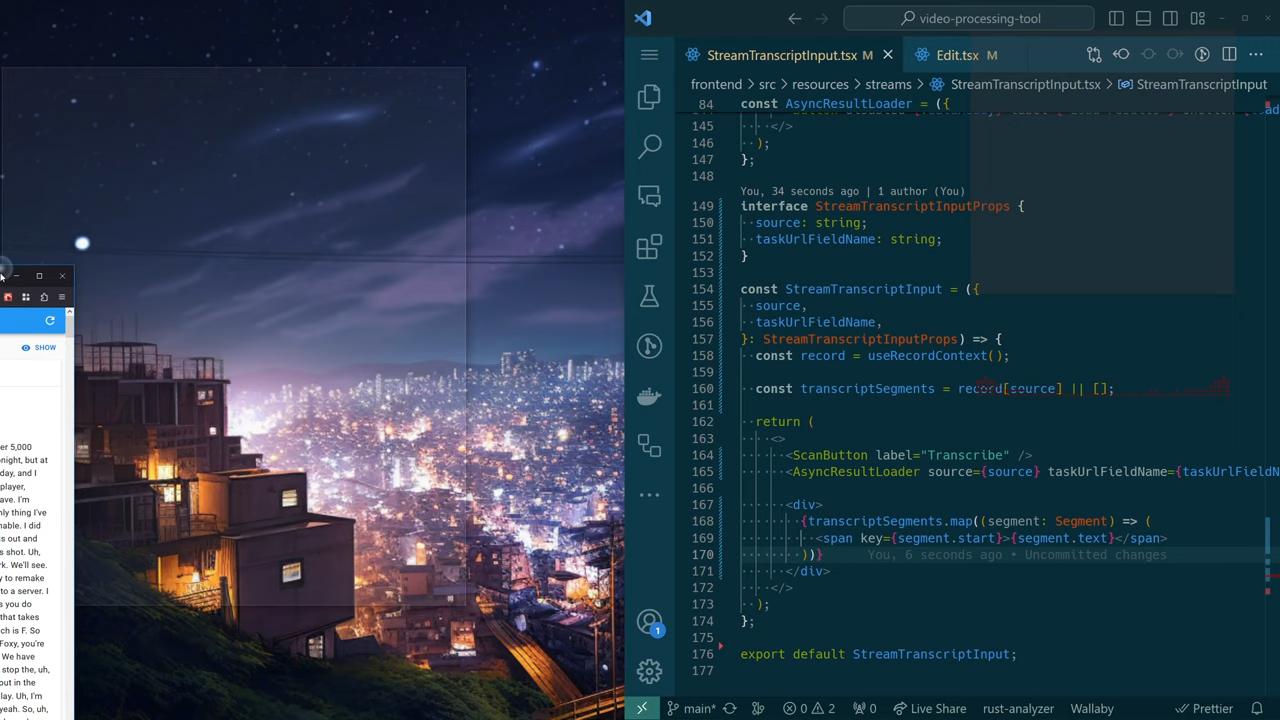 SHOW
er 5,000
onight, but at
day, and I
player,
ave. I'm
nly thing I've
nable. I did
s out and
s shot. Uh,
rk. We'll see.
y to remake
to a server. I
s you do
that takes
ch is F. So
Foxy, you're
We have
stop the, uh,
out in the
lay. Uh, I'm
yeah. So, uh,
video-processing-tool
StreamTranscriptInput.tsx M
Edit.tsx M
frontend > src > resources > streams > StreamTranscriptInput.tsx > StreamTranscriptInput
84 const AsyncResultLoader = ({
145 </>
146 );
147 };
148
You, 34 seconds ago | 1 author (You)
149 interface StreamTranscriptInputProps {
150 source: string;
151 taskUrlFieldName: string;
152 }
153
154 const StreamTranscriptInput = ({
155 source,
156 taskUrlFieldName,
157 }: StreamTranscriptInputProps) => {
158 const record = useRecordContext();
159
160 const transcriptSegments = record[source] || [];
161
162 return (
163 <>
164 <ScanButton label="Transcribe" />
165 <AsyncResultLoader source={source} taskUrlFieldName={taskUrlFieldN
166
167 <div>
168 {transcriptSegments.map((segment: Segment) => (
169 <span key={segment.start}>{segment.text}</span>
170 ))} You, 6 seconds ago • Uncommitted changes
171 </div>
172 </>
173 );
174 };
175
176 export default StreamTranscriptInput;
177
1
main* 0 2 0 Live Share rust-analyzer Wallaby Prettier